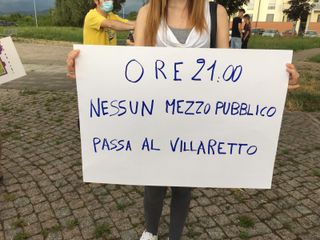 ORE 21:00
NESSUN MEZZO PUBBLICO
PASSA AL VILLARETTO